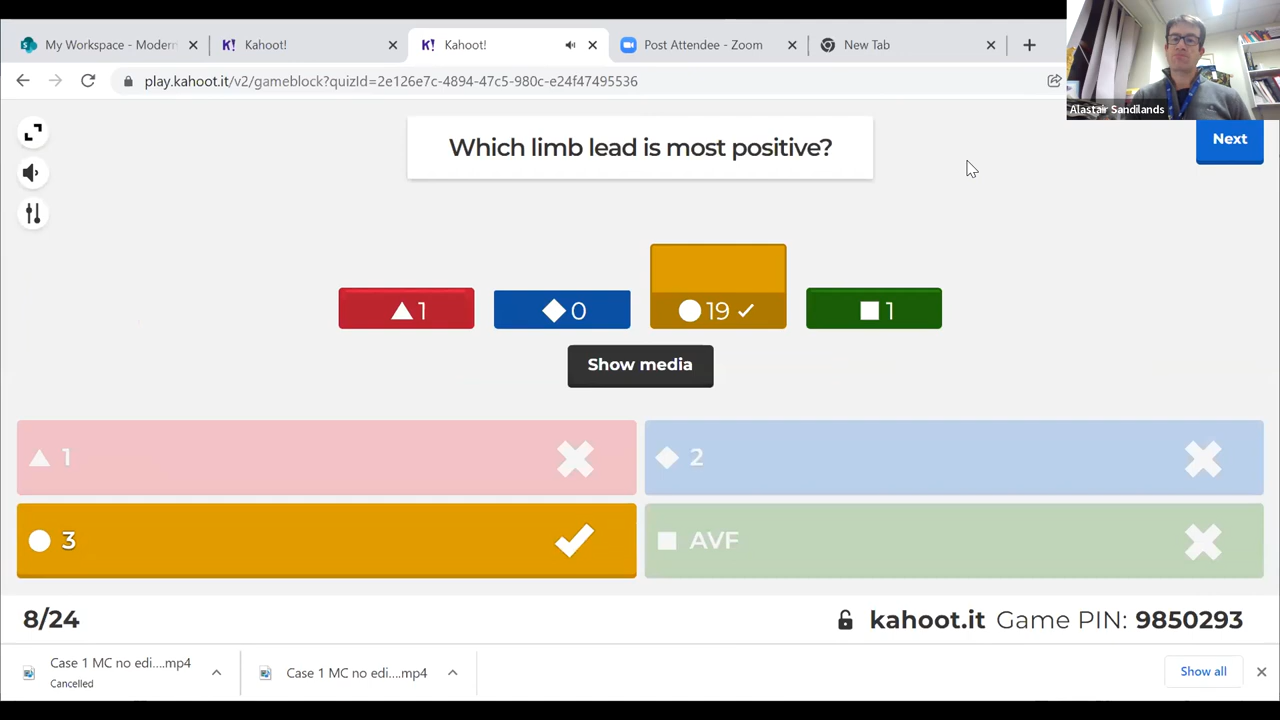 My Workspace - Modern
Kahoot!
Kahoot!
Post Attendee - Zoom
New Tab
play.kahoot.it/v2/gameblock?quizId=2e126e7c-4894-47c5-980c-e24f47495536
Alastair Sandilands
Which limb lead is most positive?
Next
1
0
19
1
Show media
1
2
3
AVF
8/24
kahoot.it Game PIN: 9850293
Case 1 MC no edi....mp4
Cancelled
Case 1 MC no edi....mp4
Show all